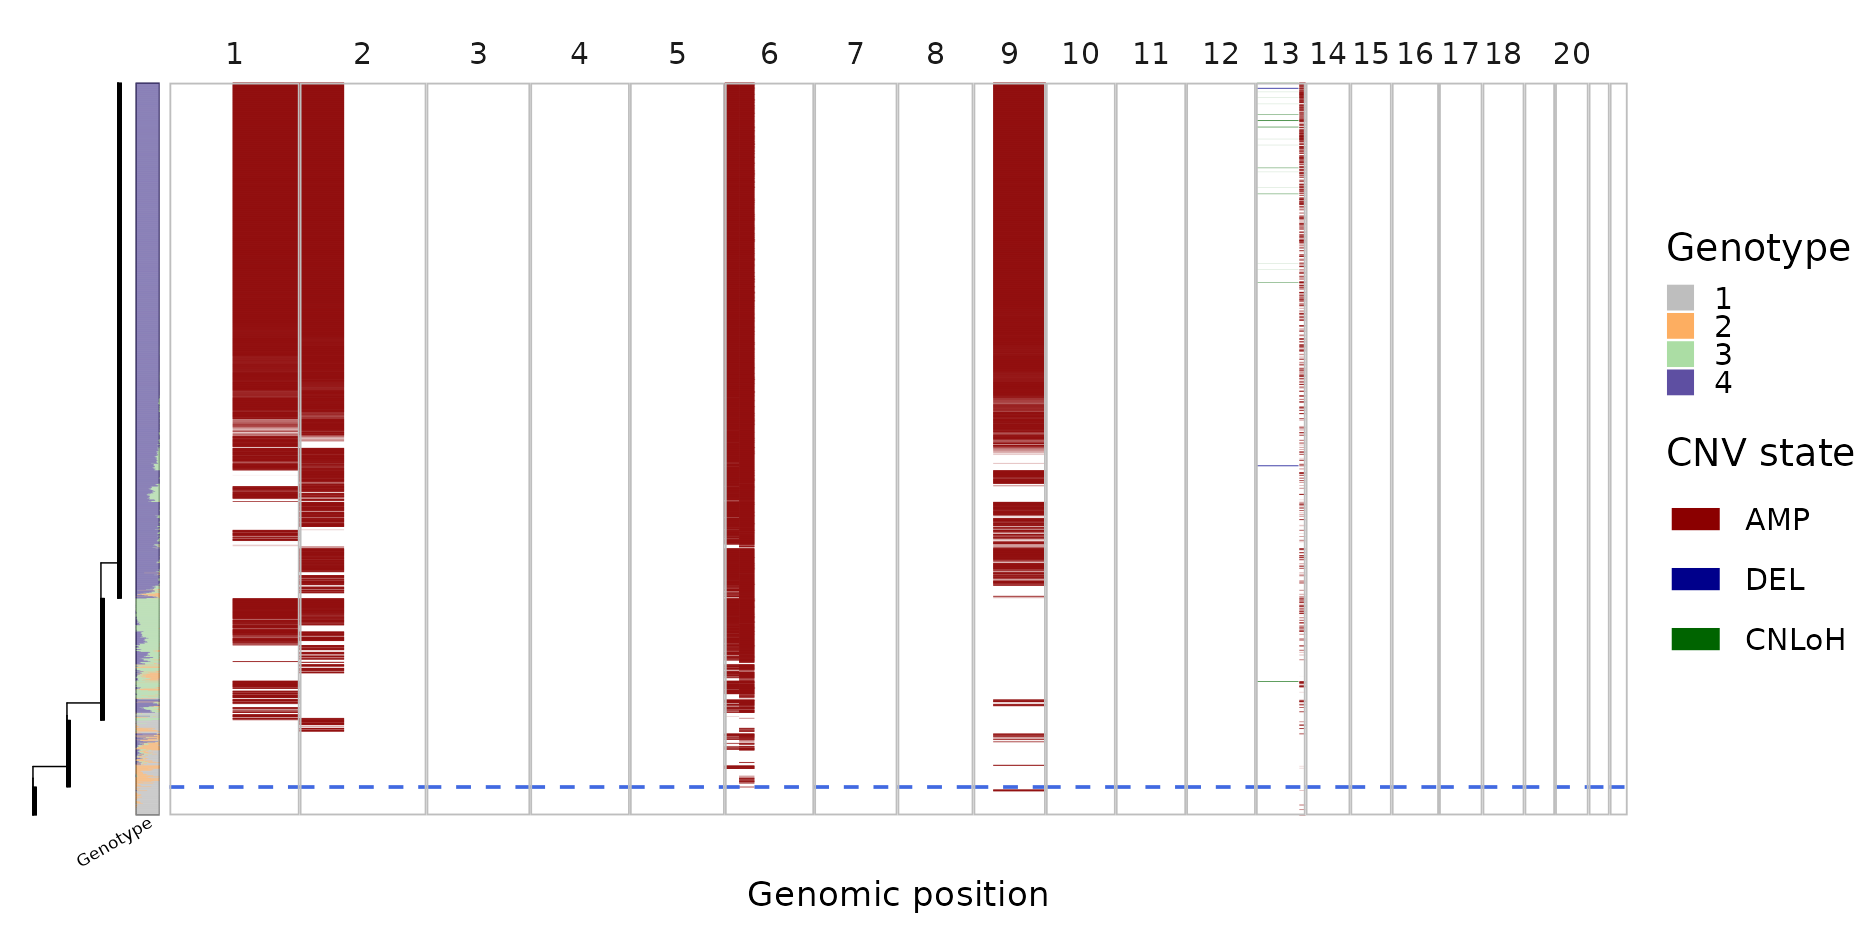 1 2 3 4 5 6 7 8 9 10 11 12 13 14 15 16 17 18 20
Genotype
1
2
3
4
CNV state
AMP
DEL
CNLoH
Genotype
Genomic position